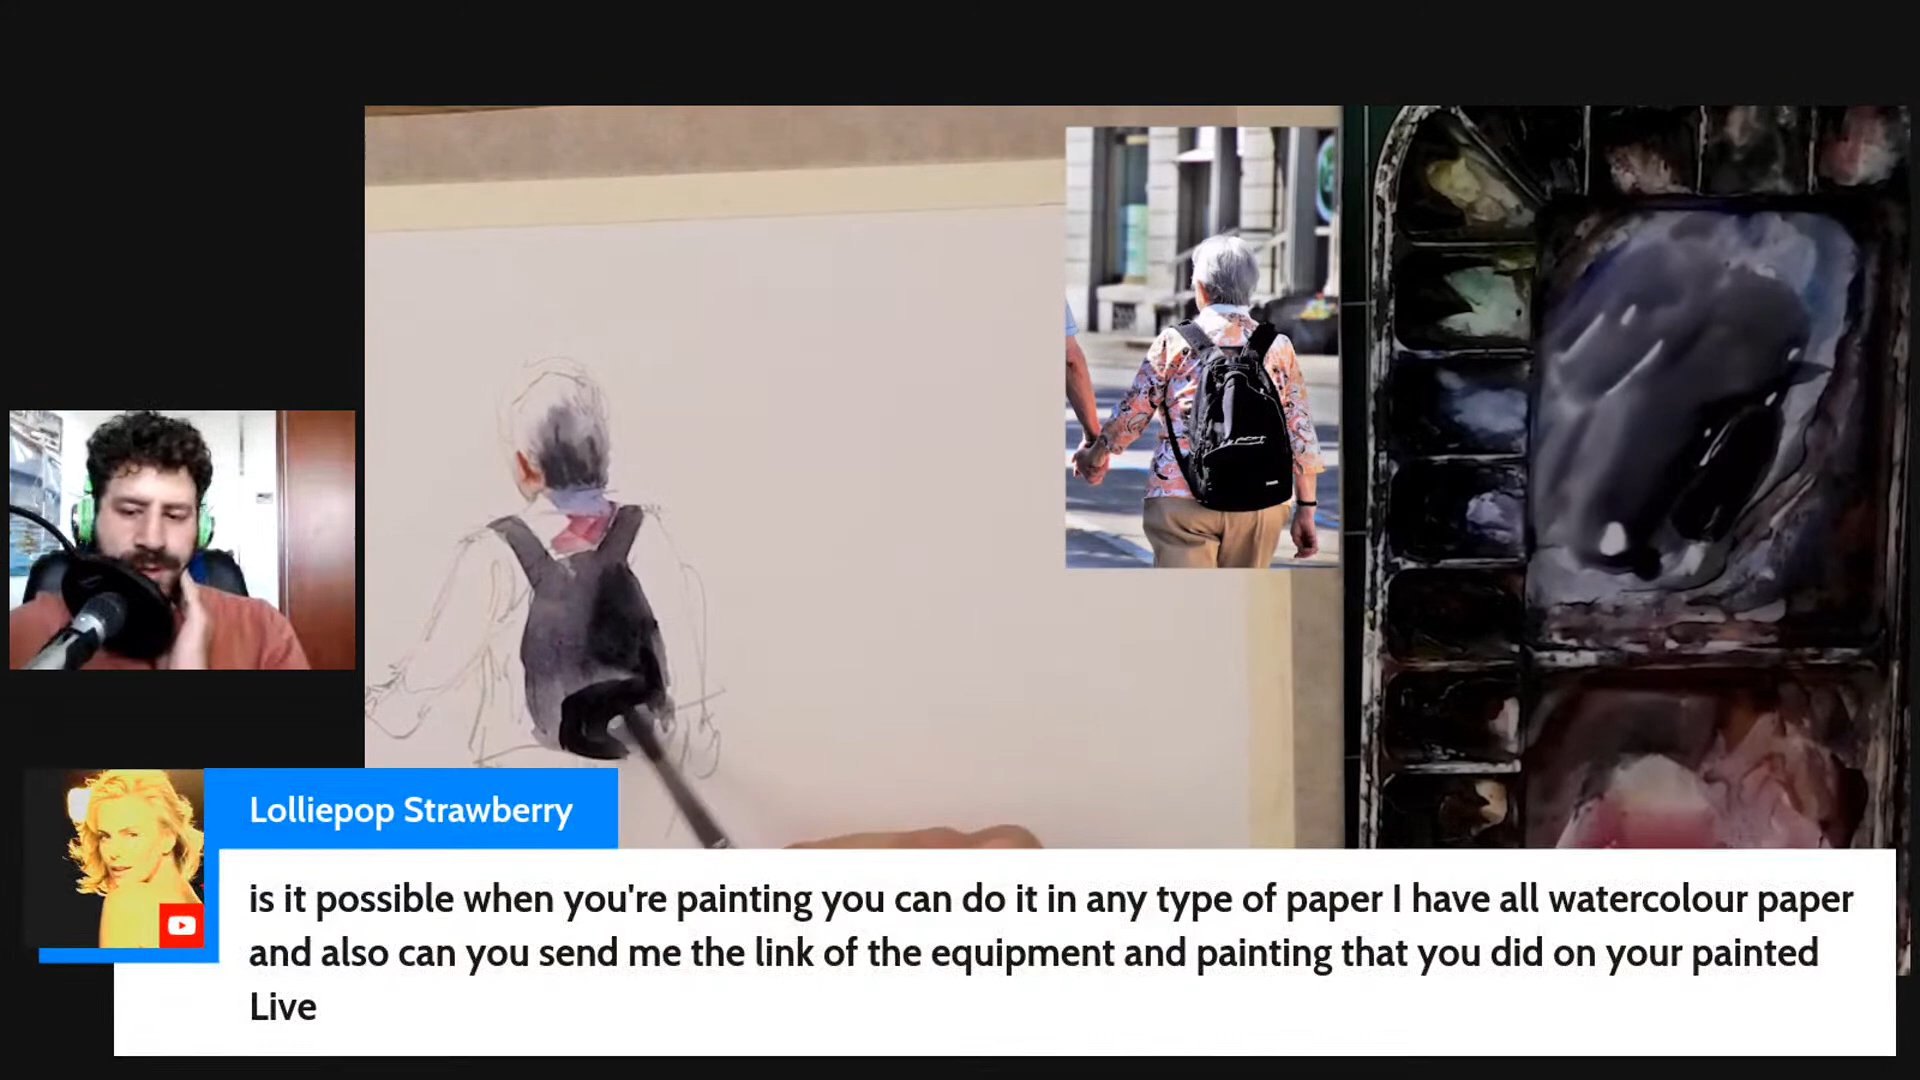 Lolliepop Strawberry
is it possible when you're painting you can do it in any type of paper I have all watercolour paper
and also can you send me the link of the equipment and painting that you did on your painted
Live